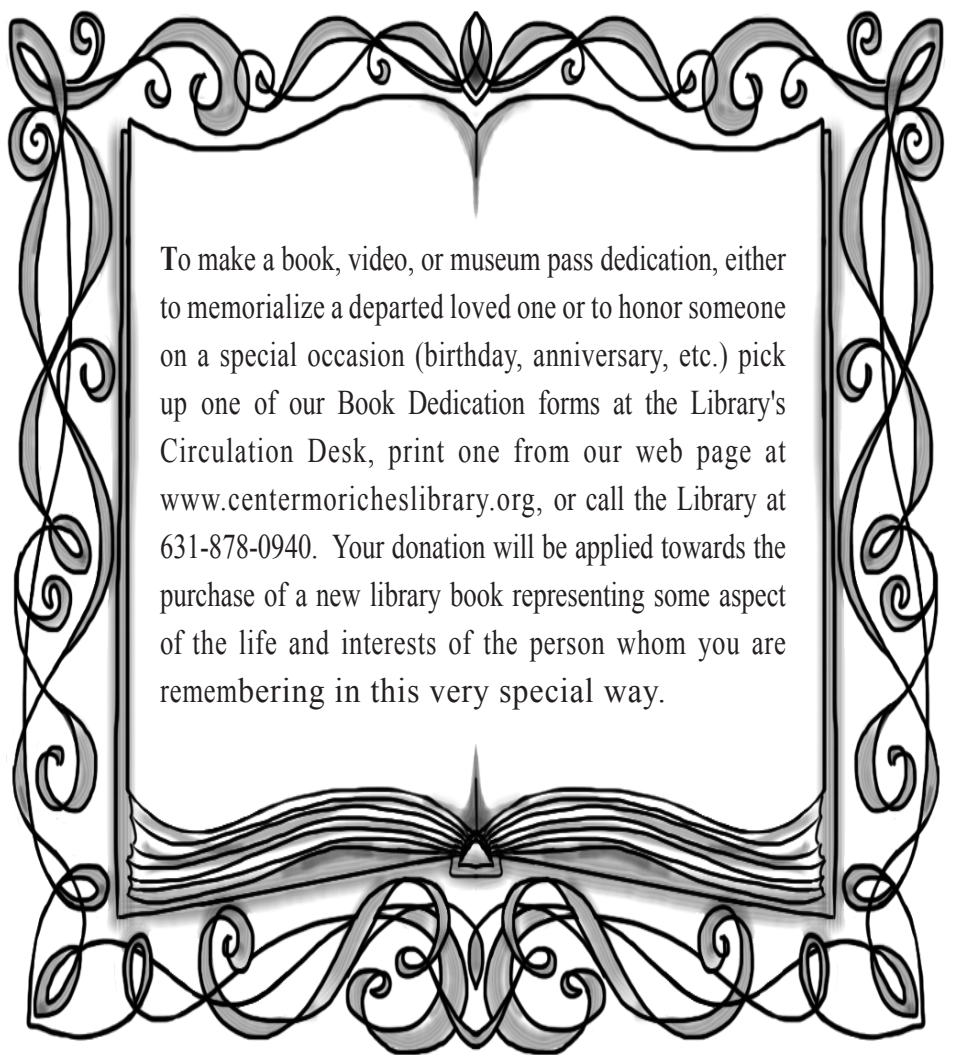 To make a book, video, or museum pass dedication, either
to memorialize a departed loved one or to honor someone
on a special occasion (birthday, anniversary, etc.) pick
up one of our Book Dedication forms at the Library's
Circulation Desk, print one from our web page at
www.centermoricheslibrary.org, or call the Library at
631-878-0940.  Your donation will be applied towards the
purchase of a new library book representing some aspect
of the life and interests of the person whom you are
remembering in this very special way.